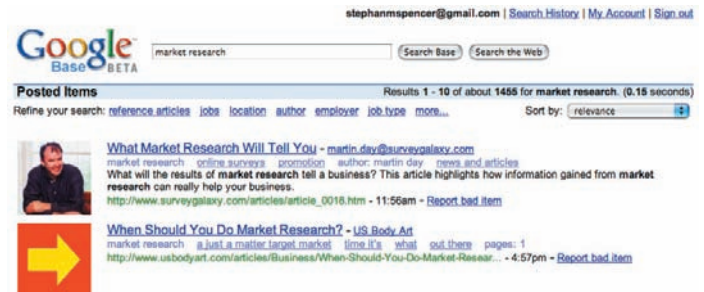 stephanmspencer@gmail.com | Search History | My Account | Sign out
Google
Base BETA
market research
Search Base
Search the Web
Posted Items
Results 1 - 10 of about 1455 for market research. (0.15 seconds)
Refine your search: reference articles jobs location author employer job type more...
Sort by: relevance
What Market Research Will Tell You - martin.day@surveygalaxy.com
market research online surveys promotion author: martin day news and articles
What will the results of market research tell a business? This article highlights how information gained from market
research can really help your business.
http://www.surveygalaxy.com/articles/article_0018.htm - 11:56am - Report bad item
When Should You Do Market Research? - US Body Art
market research a just a matter target market time it's what out there pages: 1
http://www.usbodyart.com/articles/Business/When-Should-You-Do-Market-Resear... - 4:57pm - Report bad item